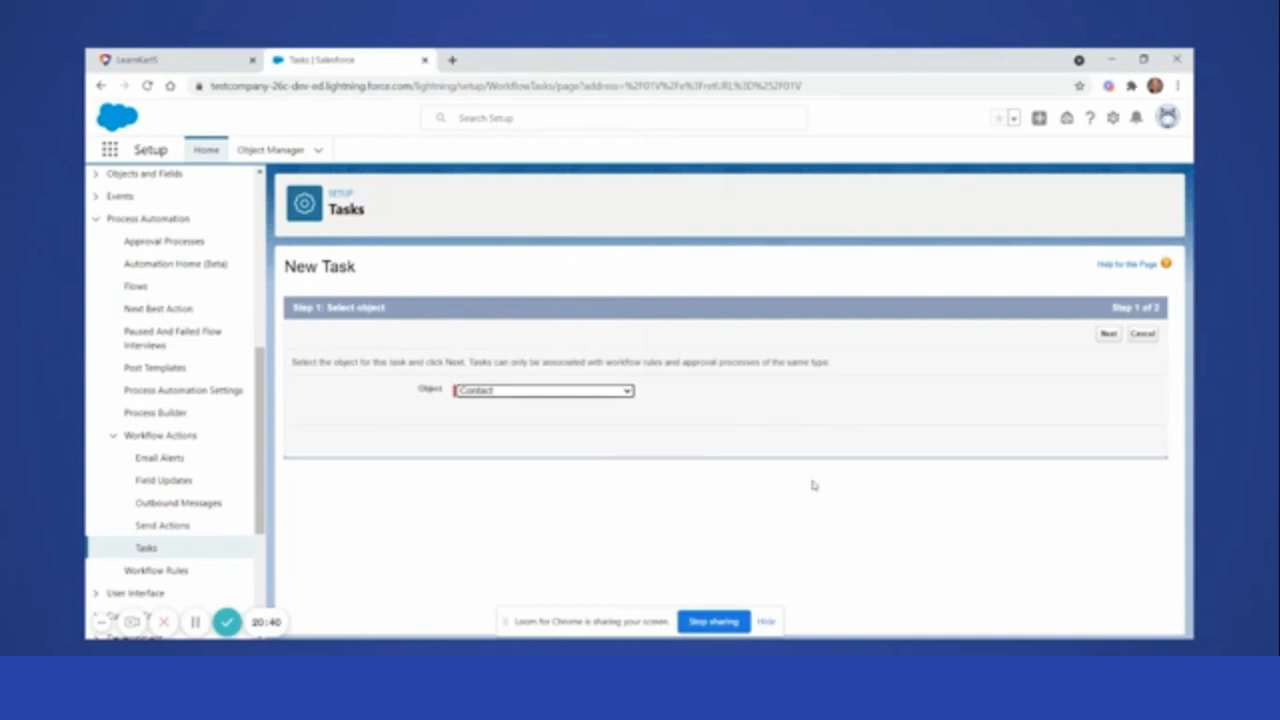 LearnKarts
Tasks | Salesforce
testcompany-26c-dev-ed.lightning.force.com/lightning/setup/WorkflowTasks/page?address=%2F01V%2Fe%3FretURL%3D%252F01V
Search Setup
Setup
Home
Object Manager
Objects and Fields
Events
Process Automation
Approval Processes
Automation Home (Beta)
Flows
Next Best Action
Paused And Failed Flow
Interviews
Post Templates
Process Automation Settings
Process Builder
Workflow Actions
Email Alerts
Field Updates
Outbound Messages
Send Actions
Tasks
Workflow Rules
User Interface
20:40
SETUP
Tasks
New Task
Help for this Page
Step 1: Select object
Step 1 of 2
Next
Cancel
Select the object for this task and click Next. Tasks can only be associated with workflow rules and approval processes of the same type.
Object
Contact
Loom for Chrome is sharing your screen.
Stop sharing
Hide